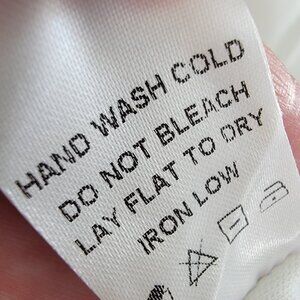 HAND WASH COLD
DO NOT BLEACH
LAY FLAT TO DRY
IRON LOW